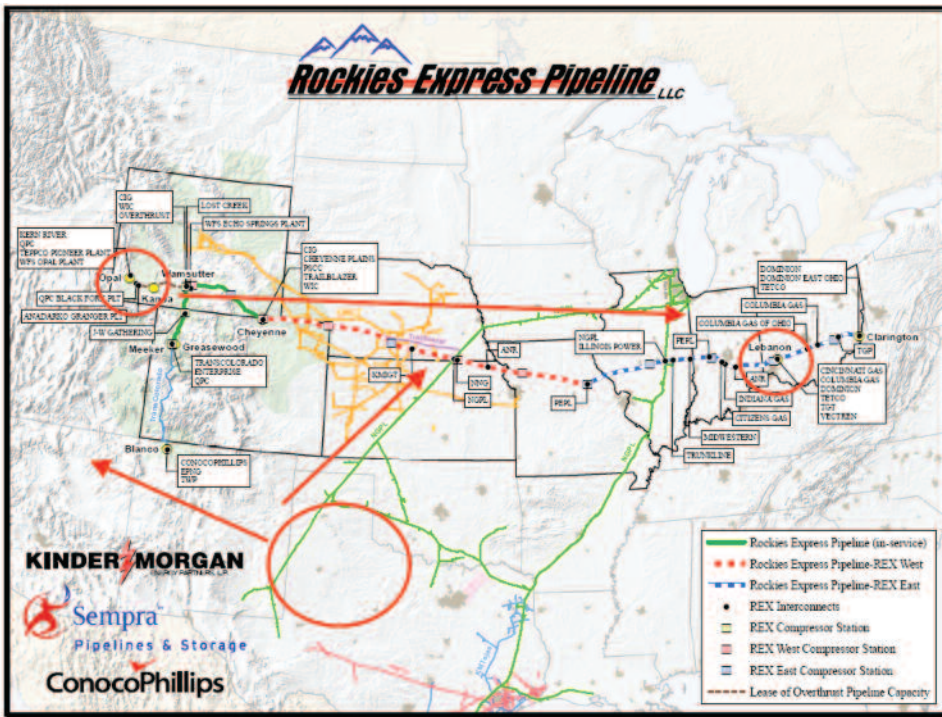 Rockies Express Pipeline LLC
CIG
WIC
OVERTHRUST
LOST CREEK
WFS ECHO SPRINGS PLANT
KERN RIVER
QPC
TEPPCO PIONEER PLANT
WFS OPAL PLANT
CIG
CHEYENNE PLAINS
PSCC
TRAILBLAZER
WIC
Opal
Wamsutter
Kanda
QPC BLACK FORK PLT
ANADARKO GRANGER PLT
J-W GATHERING
Cheyenne
Meeker
Greasewood
TRANSCOLORADO
ENTERPRISE
QPC
TransColorado
Blanco
CONOCOPHILLIPS
EPNG
TWP
KMIGT
ANR
NNG
NGPL
NGPL
NGPL
PEPL
NGPL
ILLINOIS POWER
PEPL
DOMINION
DOMINION EAST OHIO
TETCO
COLUMBIA GAS
COLUMBIA GAS OF OHIO
Lebanon
Clarington
TGP
ANR
CINCINNATI GAS
COLUMBIA GAS
DOMINION
TETCO
TGT
VECTREN
INDIANA GAS
CITIZENS GAS
MIDWESTERN
TRUNKLINE
KINDER MORGAN
ENERGY PARTNERS, L.P.
Sempra
Pipelines & Storage
ConocoPhillips
Rockies Express Pipeline (in-service)
Rockies Express Pipeline-REX West
Rockies Express Pipeline-REX East
REX Interconnects
REX Compressor Station
REX West Compressor Station
REX East Compressor Station
Lease of Overthrust Pipeline Capacity